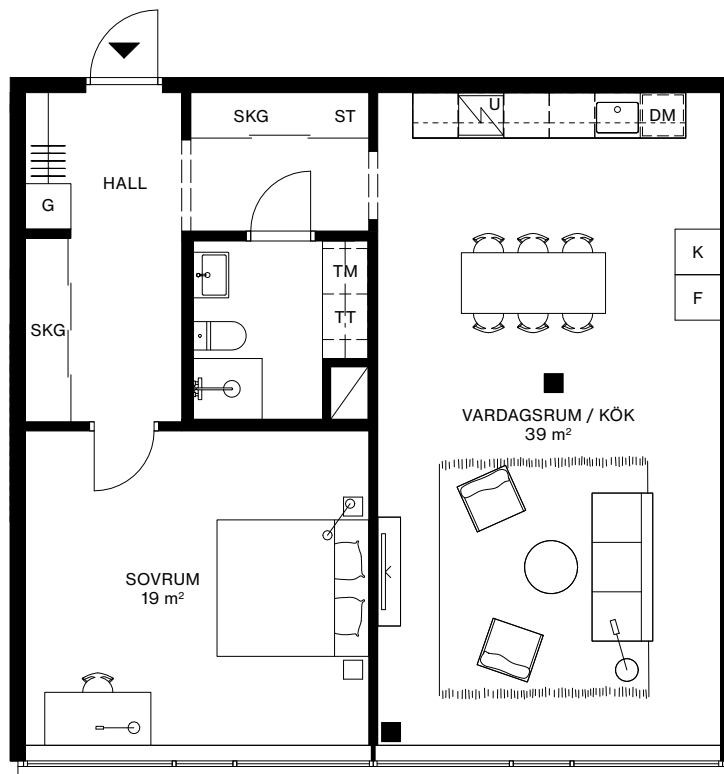 SKG
ST
U
DM
HALL
G
K
TM
F
TT
SKG
VARDAGSRUM / KÖK
39 m²
SOVRUM
19 m²